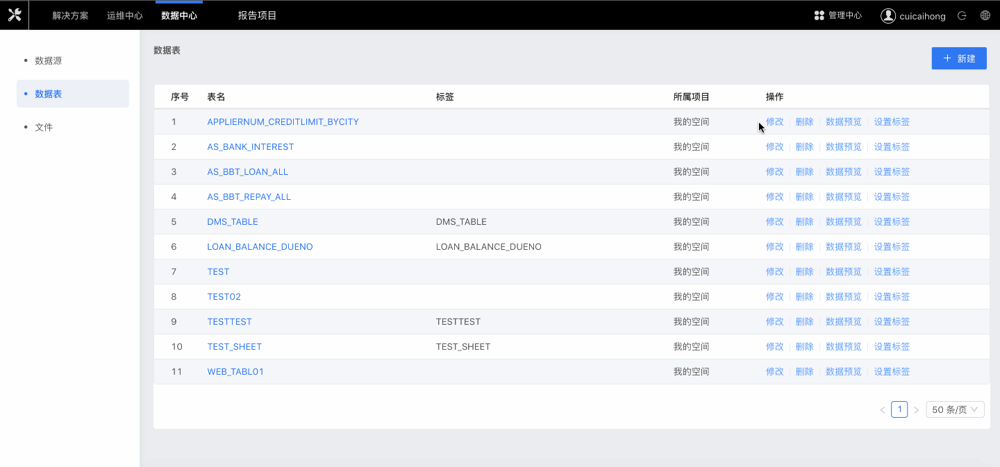 解决方案 运维中心 数据中心 报告项目 管理中心 cuicaihong
数据源
数据表
文件
数据表
+ 新建
序号 表名 标签 所属项目 操作
1 APPLIERNUM_CREDITLIMIT_BYCITY 我的空间 修改 删除 数据预览 设置标签
2 AS_BANK_INTEREST 我的空间 修改 删除 数据预览 设置标签
3 AS_BBT_LOAN_ALL 我的空间 修改 删除 数据预览 设置标签
4 AS_BBT_REPAY_ALL 我的空间 修改 删除 数据预览 设置标签
5 DMS_TABLE DMS_TABLE 我的空间 修改 删除 数据预览 设置标签
6 LOAN_BALANCE_DUENO LOAN_BALANCE_DUENO 我的空间 修改 删除 数据预览 设置标签
7 TEST 我的空间 修改 删除 数据预览 设置标签
8 TEST02 我的空间 修改 删除 数据预览 设置标签
9 TESTTEST TESTTEST 我的空间 修改 删除 数据预览 设置标签
10 TEST_SHEET TEST_SHEET 我的空间 修改 删除 数据预览 设置标签
11 WEB_TABL01 我的空间 修改 删除 数据预览 设置标签
< 1 > 50 条/页